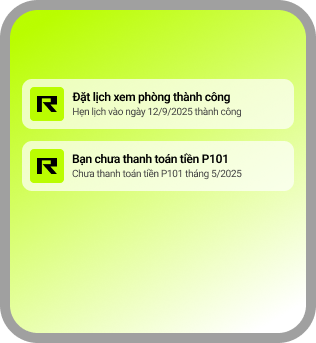 R
Đặt lịch xem phòng thành công
Hẹn lịch vào ngày 12/9/2025 thành công
R
Bạn chưa thanh toán tiền P101
Chưa thanh toán tiền P101 tháng 5/2025